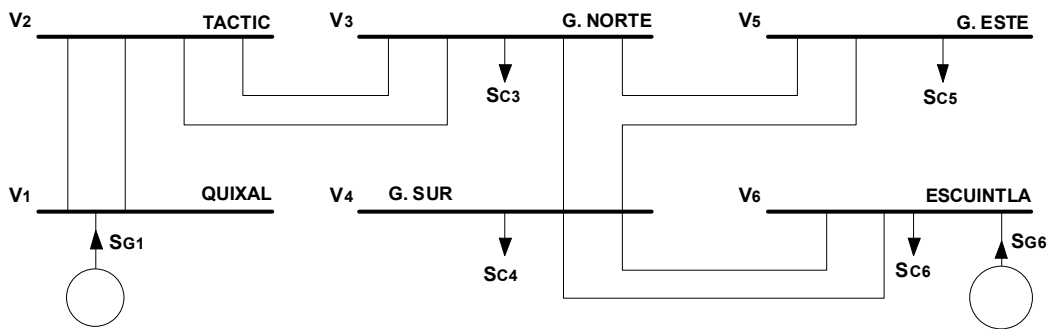 V2 TACTIC V3 G. NORTE V5 G. ESTE
SC3 SC5
V1 QUIXAL V4 G. SUR V6 ESCUINTLA
SG1 SC4 SC6 SG6